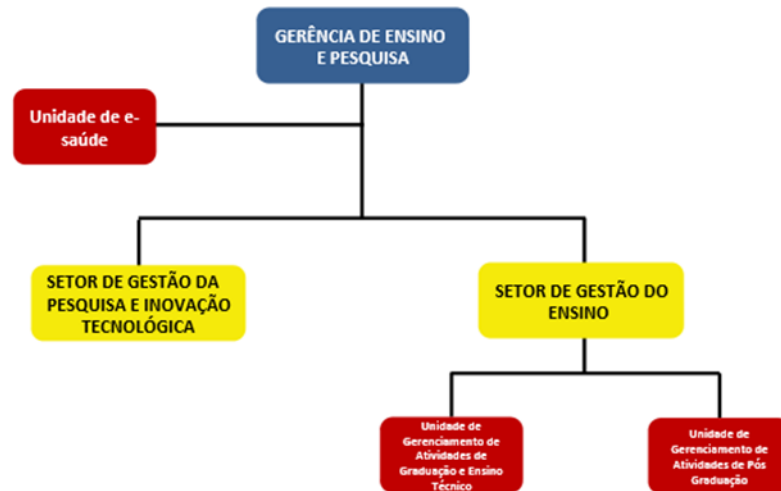 GERÊNCIA DE ENSINO
E PESQUISA
Unidade de e-
saúde
SETOR DE GESTÃO DA
PESQUISA E INOVAÇÃO
TECNOLÓGICA
SETOR DE GESTÃO DO
ENSINO
Unidade de
Gerenciamento de
Atividades de
Graduação e Ensino
Técnico
Unidade de
Gerenciamento de
Atividades de Pós
Graduação